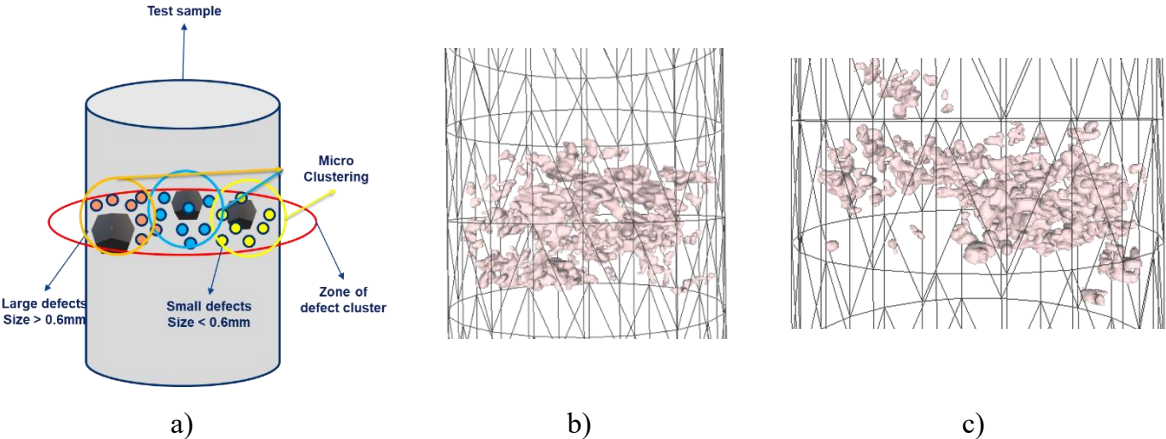 Test sample
Micro
Clustering
Large defects
Size > 0.6mm
Small defects
Size < 0.6mm
Zone of
defect cluster
a)
b)
c)